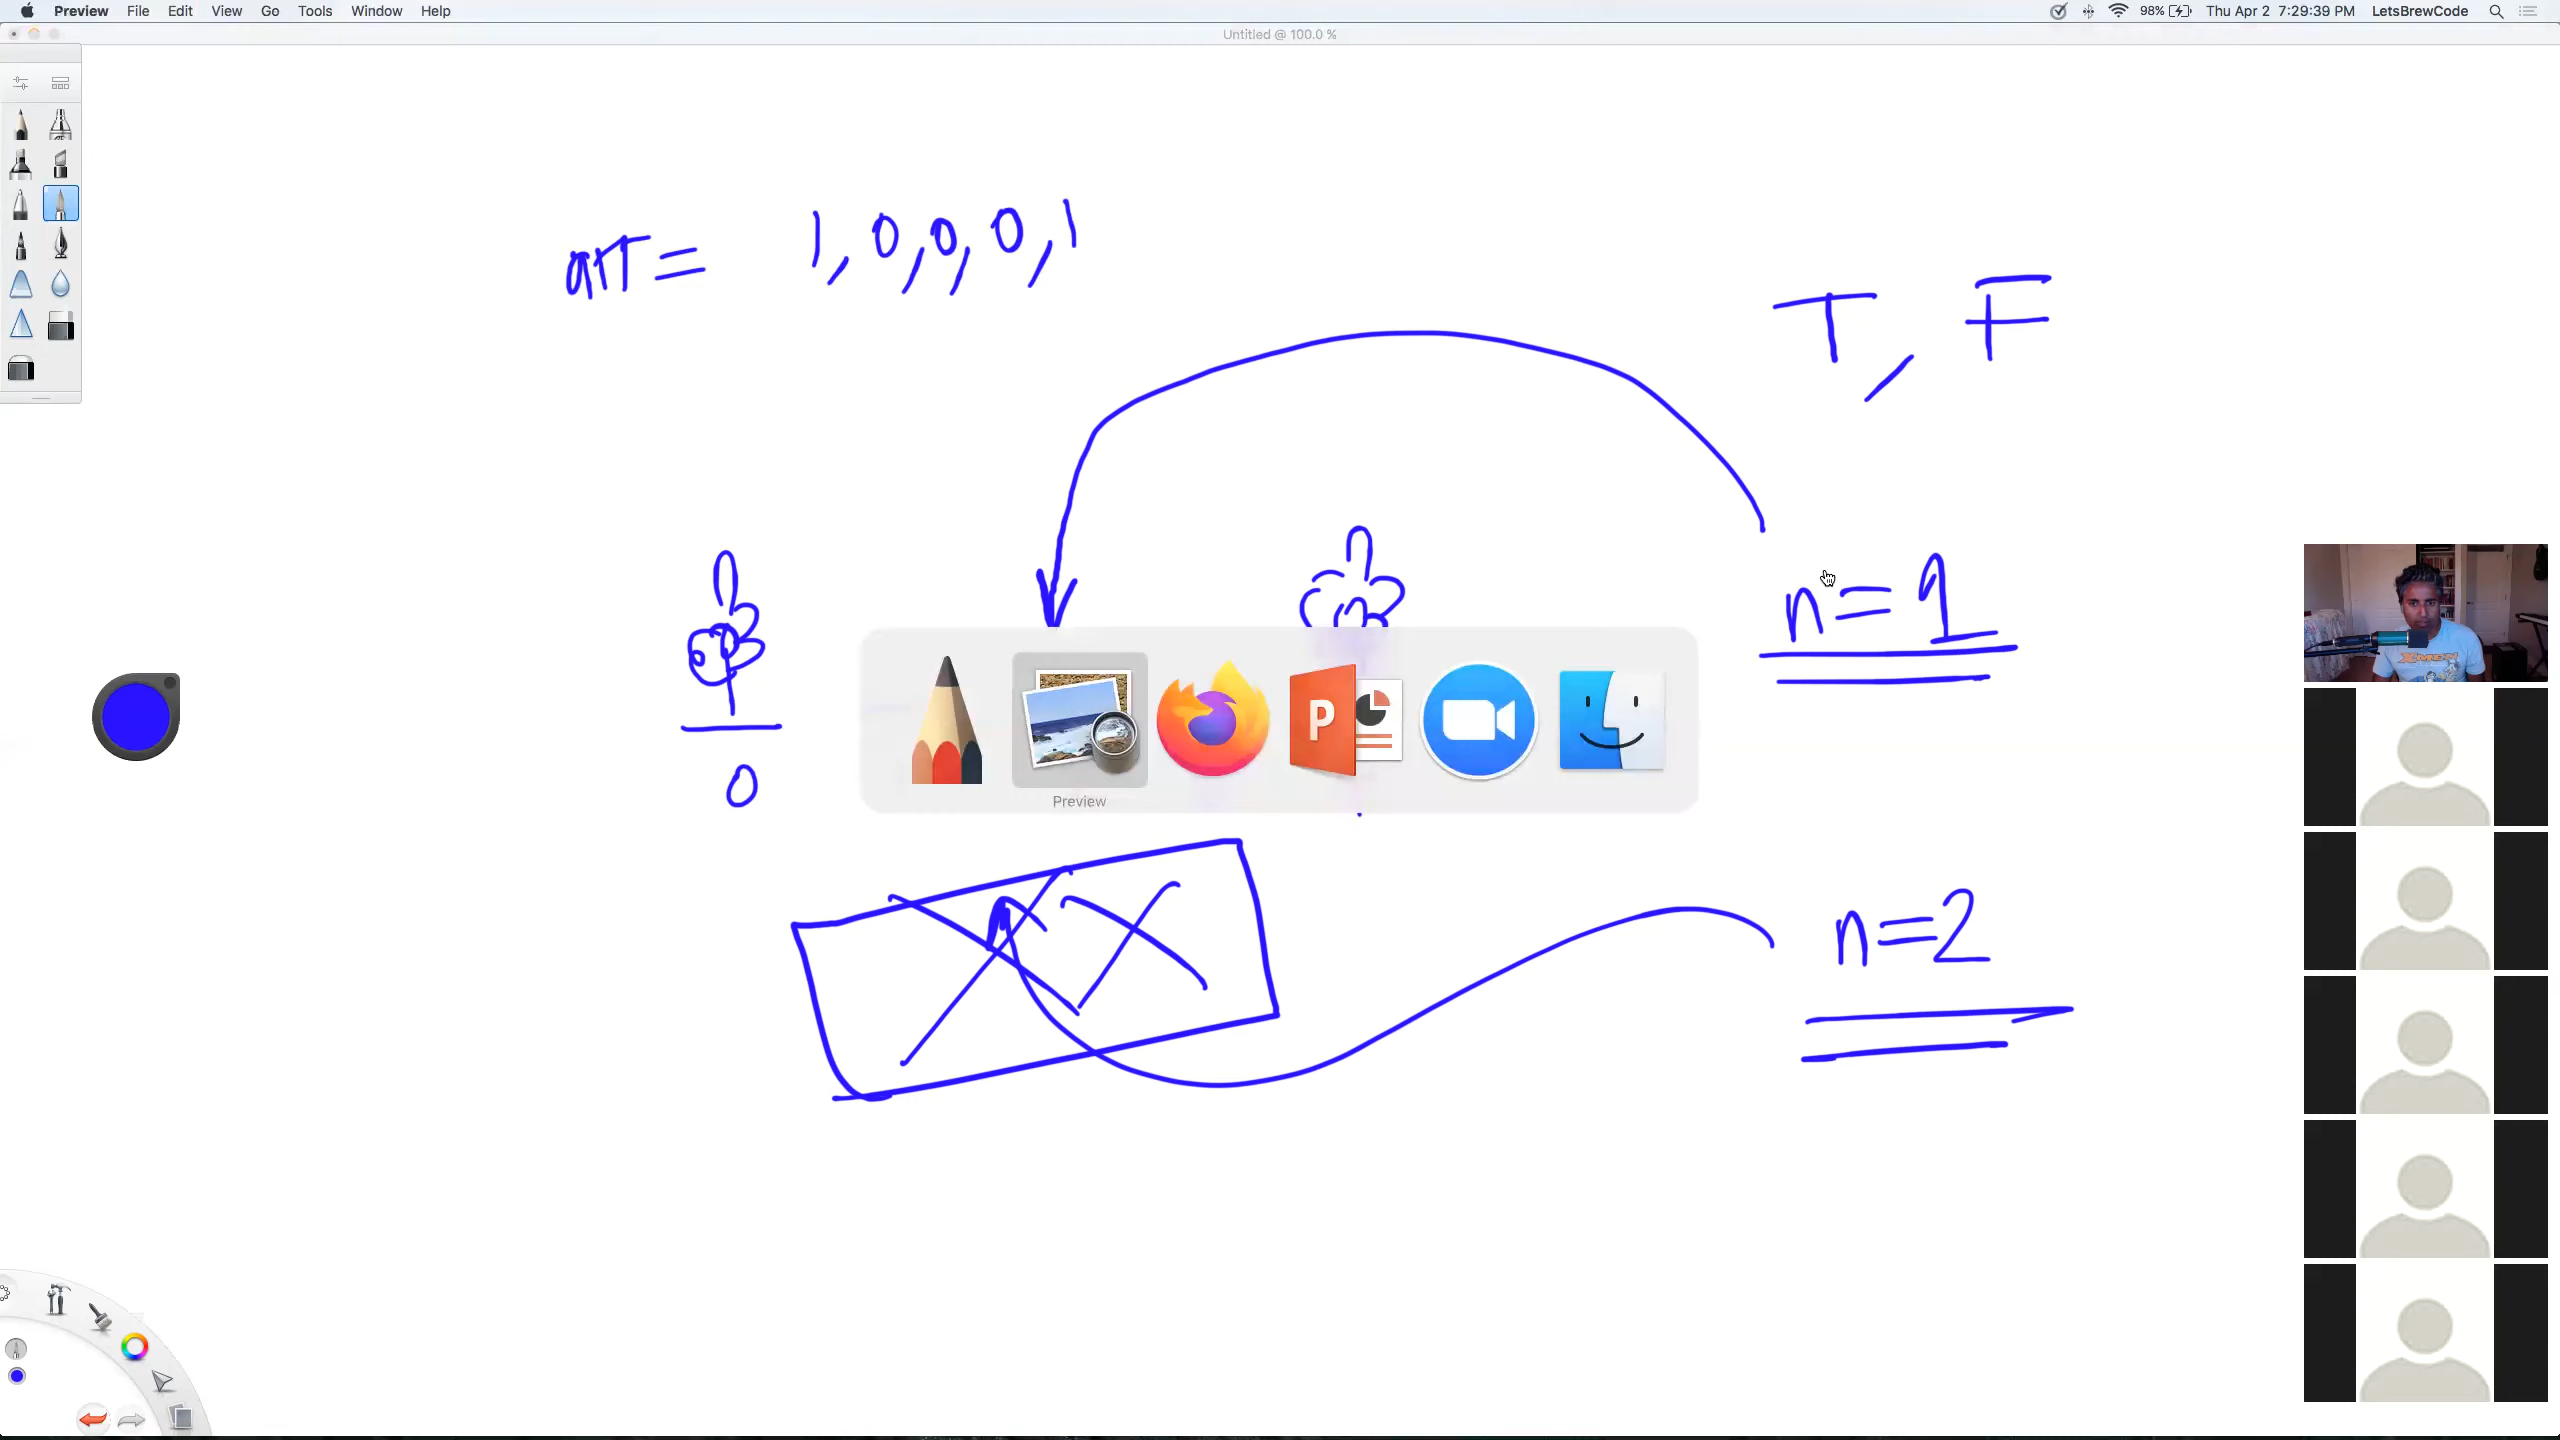 Preview File Edit View Go Tools Window Help
98% Thu Apr 2 7:29:39 PM LetsBrewCode
Untitled @ 100.0 %
arr = 1, 0, 0, 0, 1
T, F
n = 1
P
Preview
0
n = 2
X-MEN